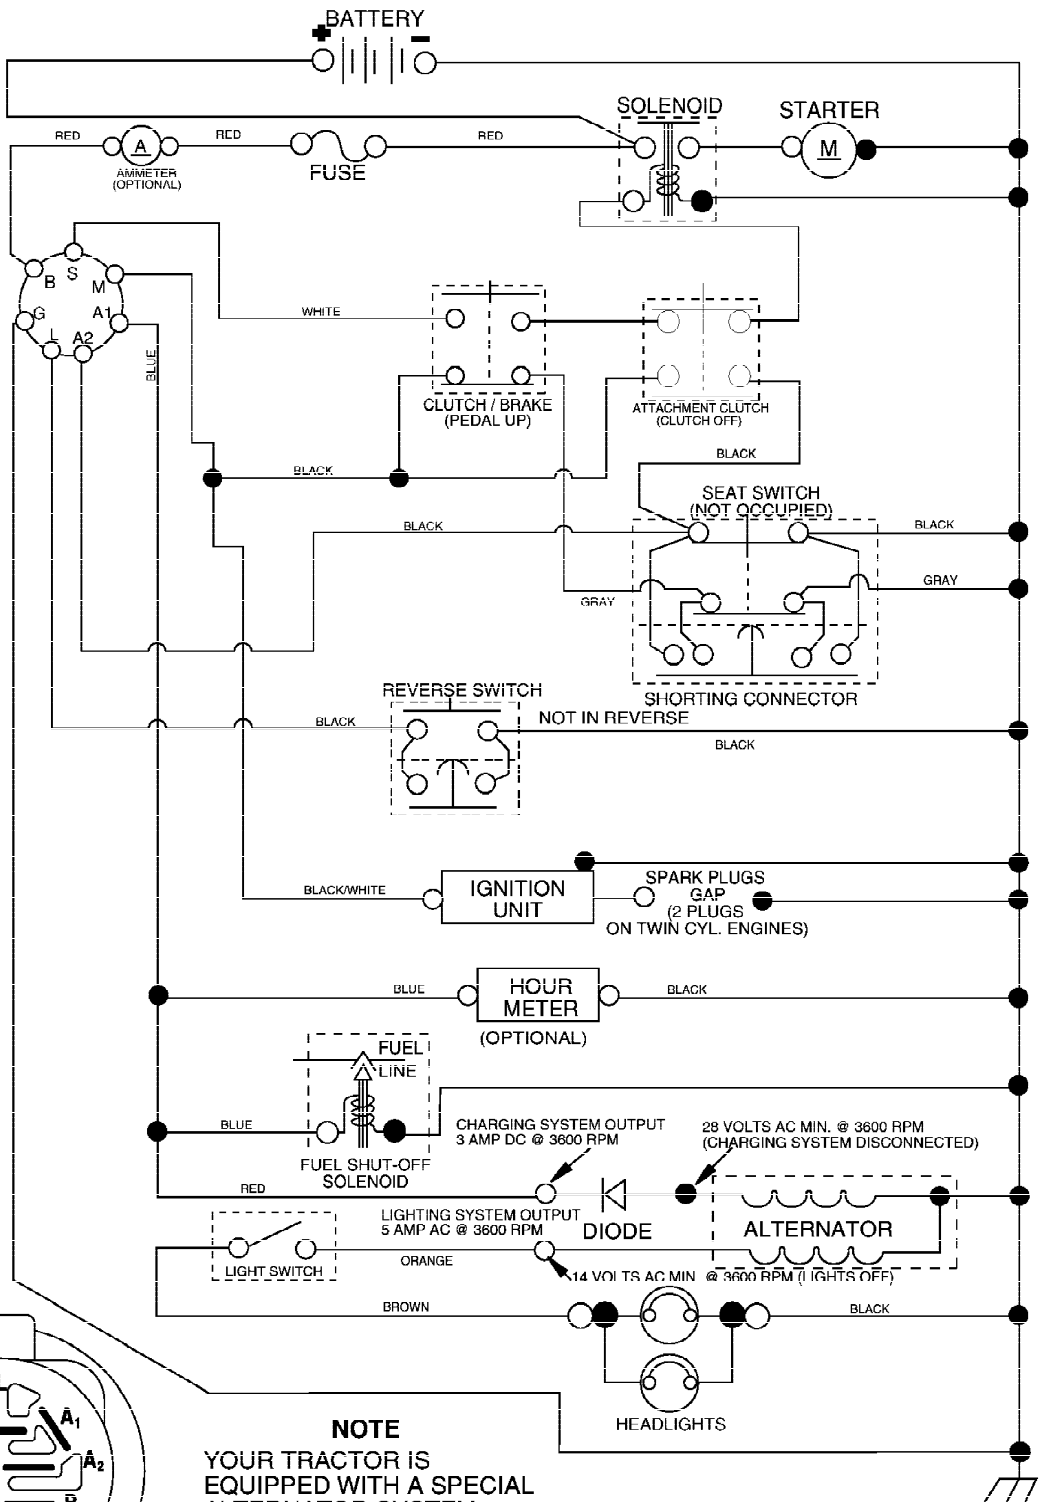 BATTERY
+ -
SOLENOID
STARTER
RED
RED
RED
A
M
FUSE
AMMETER
(OPTIONAL)
B
S
M
G
A1
L
A2
WHITE
BLUE
CLUTCH / BRAKE
(PEDAL UP)
ATTACHMENT CLUTCH
(CLUTCH OFF)
BLACK
BLACK
SEAT SWITCH
(NOT OCCUPIED)
BLACK
BLACK
GRAY
GRAY
SHORTING CONNECTOR
REVERSE SWITCH
NOT IN REVERSE
BLACK
BLACK
IGNITION
UNIT
BLACK/WHITE
SPARK PLUGS
GAP
(2 PLUGS
ON TWIN CYL. ENGINES)
BLUE
HOUR
METER
BLACK
(OPTIONAL)
FUEL
LINE
BLUE
FUEL SHUT-OFF
SOLENOID
CHARGING SYSTEM OUTPUT
3 AMP DC @ 3600 RPM
28 VOLTS AC MIN. @ 3600 RPM
(CHARGING SYSTEM DISCONNECTED)
RED
LIGHTING SYSTEM OUTPUT
5 AMP AC @ 3600 RPM
DIODE
ALTERNATOR
LIGHT SWITCH
ORANGE
14 VOLTS AC MIN. @ 3600 RPM (LIGHTS OFF)
BROWN
BLACK
HEADLIGHTS
A1
A2
NOTE
YOUR TRACTOR IS
EQUIPPED WITH A SPECIAL